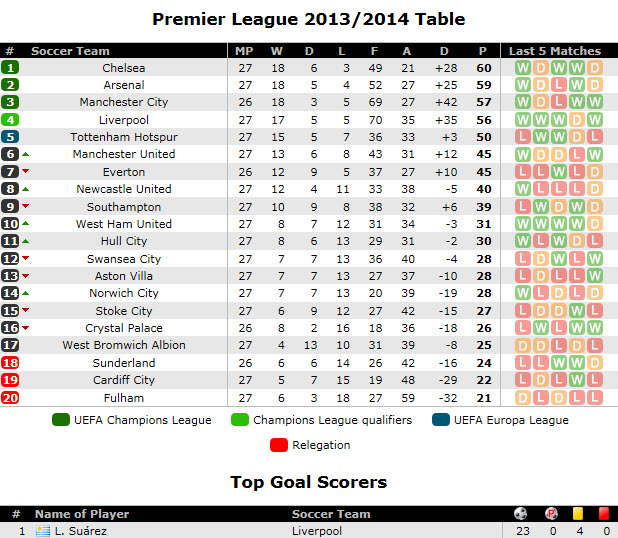 Premier League 2013/2014 Table
# Soccer Team MP W D L F A D P Last 5 Matches
1 Chelsea 27 18 6 3 49 21 +28 60 W D W W D
2 Arsenal 27 18 5 4 52 27 +25 59 W D L W D
3 Manchester City 26 18 3 5 69 27 +42 57 W W L W D
4 Liverpool 27 17 5 5 70 35 +35 56 W W W D W
5 Tottenham Hotspur 27 15 5 7 36 33 +3 50 L W W D L
6 Manchester United 27 13 6 8 43 31 +12 45 W D D L W
7 Everton 26 12 9 5 37 27 +10 45 L L W L D
8 Newcastle United 27 12 4 11 33 38 -5 40 W L L L D
9 Southampton 27 10 9 8 38 32 +6 39 L W D W D
10 West Ham United 27 8 7 12 31 34 -3 31 W W W W D
11 Hull City 27 8 6 13 29 31 -2 30 W L W D L
12 Swansea City 27 7 7 13 36 40 -4 28 L D W L W
13 Aston Villa 27 7 7 13 27 37 -10 28 L D L L W
14 Norwich City 27 7 7 13 20 39 -19 28 W L D L D
15 Stoke City 27 6 9 12 27 42 -15 27 L D D W L
16 Crystal Palace 26 8 2 16 18 36 -18 26 L W L W W
17 West Bromwich Albion 27 4 13 10 31 39 -8 25 D D L D L
18 Sunderland 26 6 6 14 26 42 -16 24 L L W W D
19 Cardiff City 27 5 7 15 19 48 -29 22 L D L W L
20 Fulham 27 6 3 18 27 59 -32 21 D L D L L
UEFA Champions League Champions League qualifiers UEFA Europa League
Relegation
Top Goal Scorers
# Name of Player Soccer Team P
1 L. Suárez Liverpool 23 0 4 0